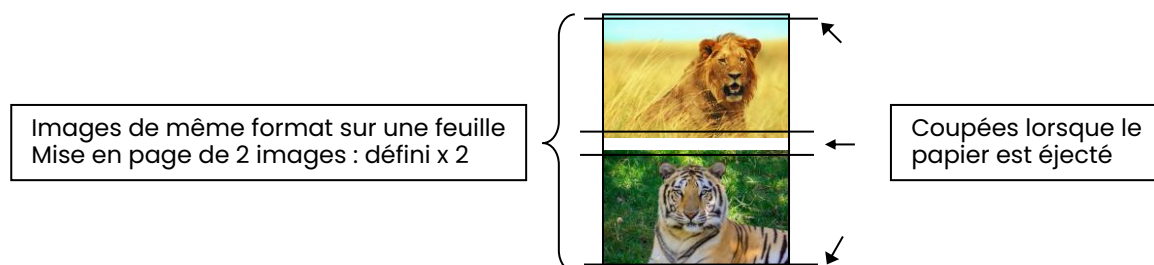 Images de même format sur une feuille
Mise en page de 2 images : défini x 2
Coupées lorsque le
papier est éjecté